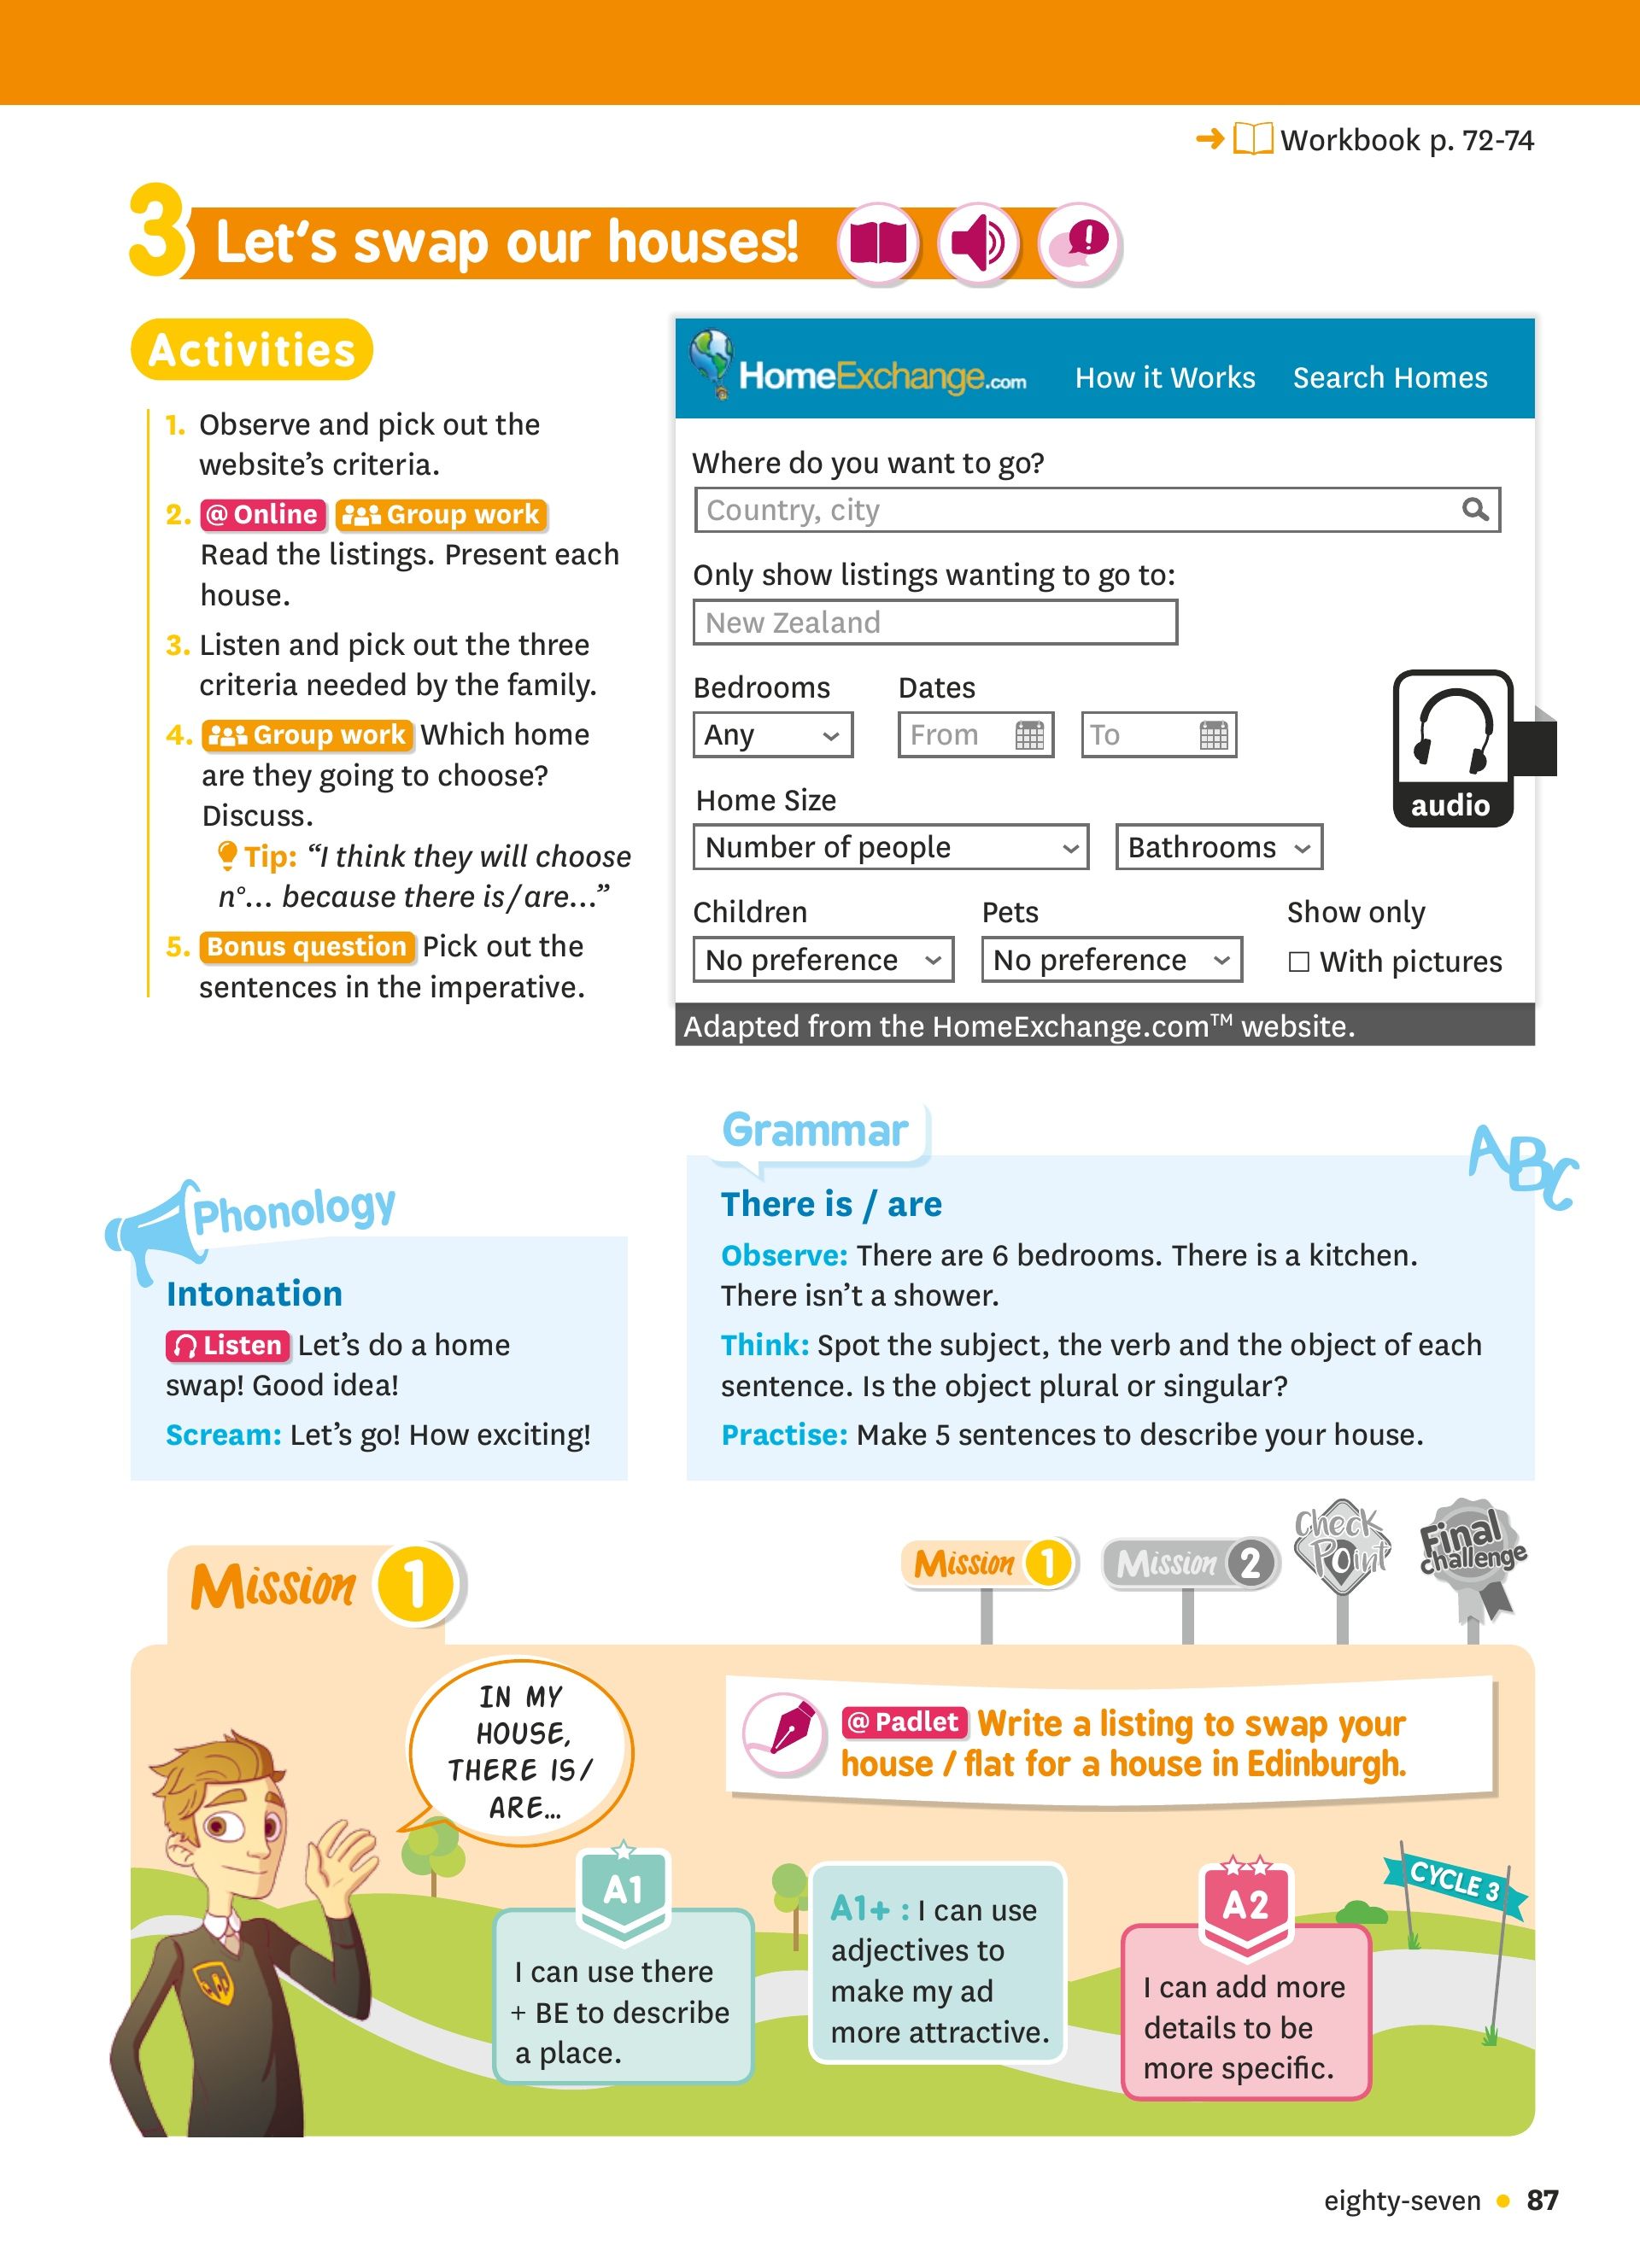 Workbook p. 72-74
3 Let's swap our houses!
Activities
1. Observe and pick out the
website's criteria.
2. @ Online Group work
Read the listings. Present each
house.
3. Listen and pick out the three
criteria needed by the family.
4. Group work Which home
are they going to choose?
Discuss.
Tip: “I think they will choose
n°... because there is / are...”
5. Bonus question Pick out the
sentences in the imperative.
HomeExchange.com How it Works Search Homes
Where do you want to go?
Country, city
Only show listings wanting to go to:
New Zealand
Bedrooms Dates
Any From To
Home Size
Number of people Bathrooms
Children Pets Show only
No preference No preference With pictures
audio
Adapted from the HomeExchange.com™ website.
Phonology
Intonation
Listen Let's do a home
swap! Good idea!
Scream: Let's go! How exciting!
Grammar
ABC
There is / are
Observe: There are 6 bedrooms. There is a kitchen.
There isn't a shower.
Think: Spot the subject, the verb and the object of each
sentence. Is the object plural or singular?
Practise: Make 5 sentences to describe your house.
Mission 1
Mission 1
Mission 2
Check
Point
Final
challenge
IN MY
HOUSE,
THERE IS /
ARE...
@ Padlet Write a listing to swap your
house / flat for a house in Edinburgh.
A1
I can use there
+ BE to describe
a place.
A1+ : I can use
adjectives to
make my ad
more attractive.
A2
I can add more
details to be
more specific.
CYCLE 3
eighty-seven • 87